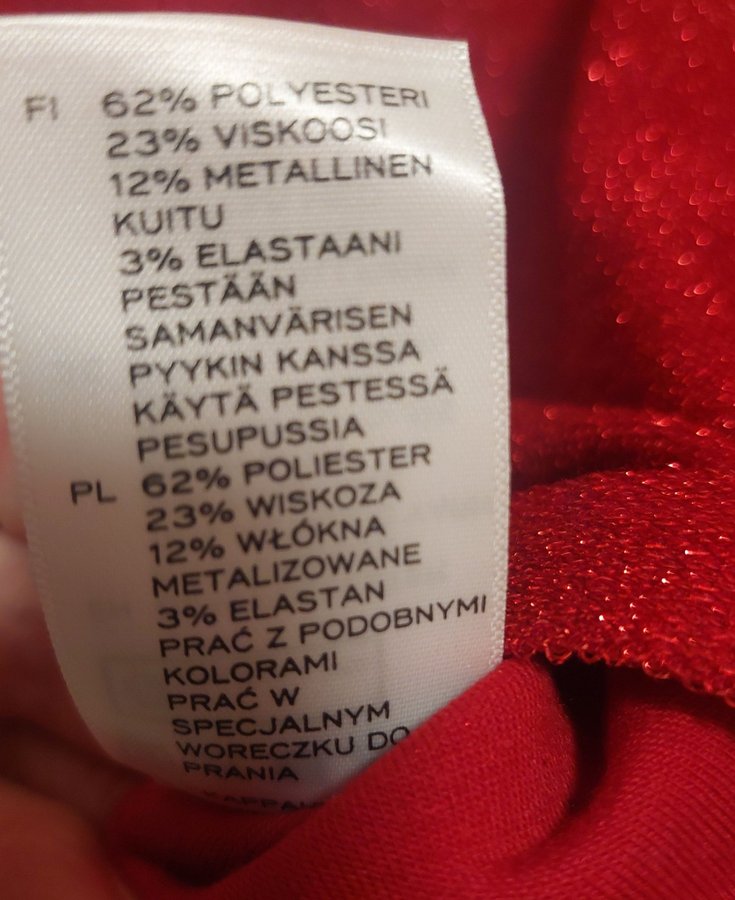 FI 62% POLYESTERI
23% VISKOOSI
12% METALLINEN
KUITU
3% ELASTAANI
PESTÄÄN
SAMANVÄRISEN
PYYKIN KANSSA
KÄYTÄ PESTESSÄ
PESUPUSSIA
PL 62% POLIESTER
23% WISKOZA
12% WŁÓKNA
METALIZOWANE
3% ELASTAN
PRAĆ Z PODOBNYMI
KOLORAMI
PRAĆ W
SPECJALNYM
WORECZKU DO
PRANIA